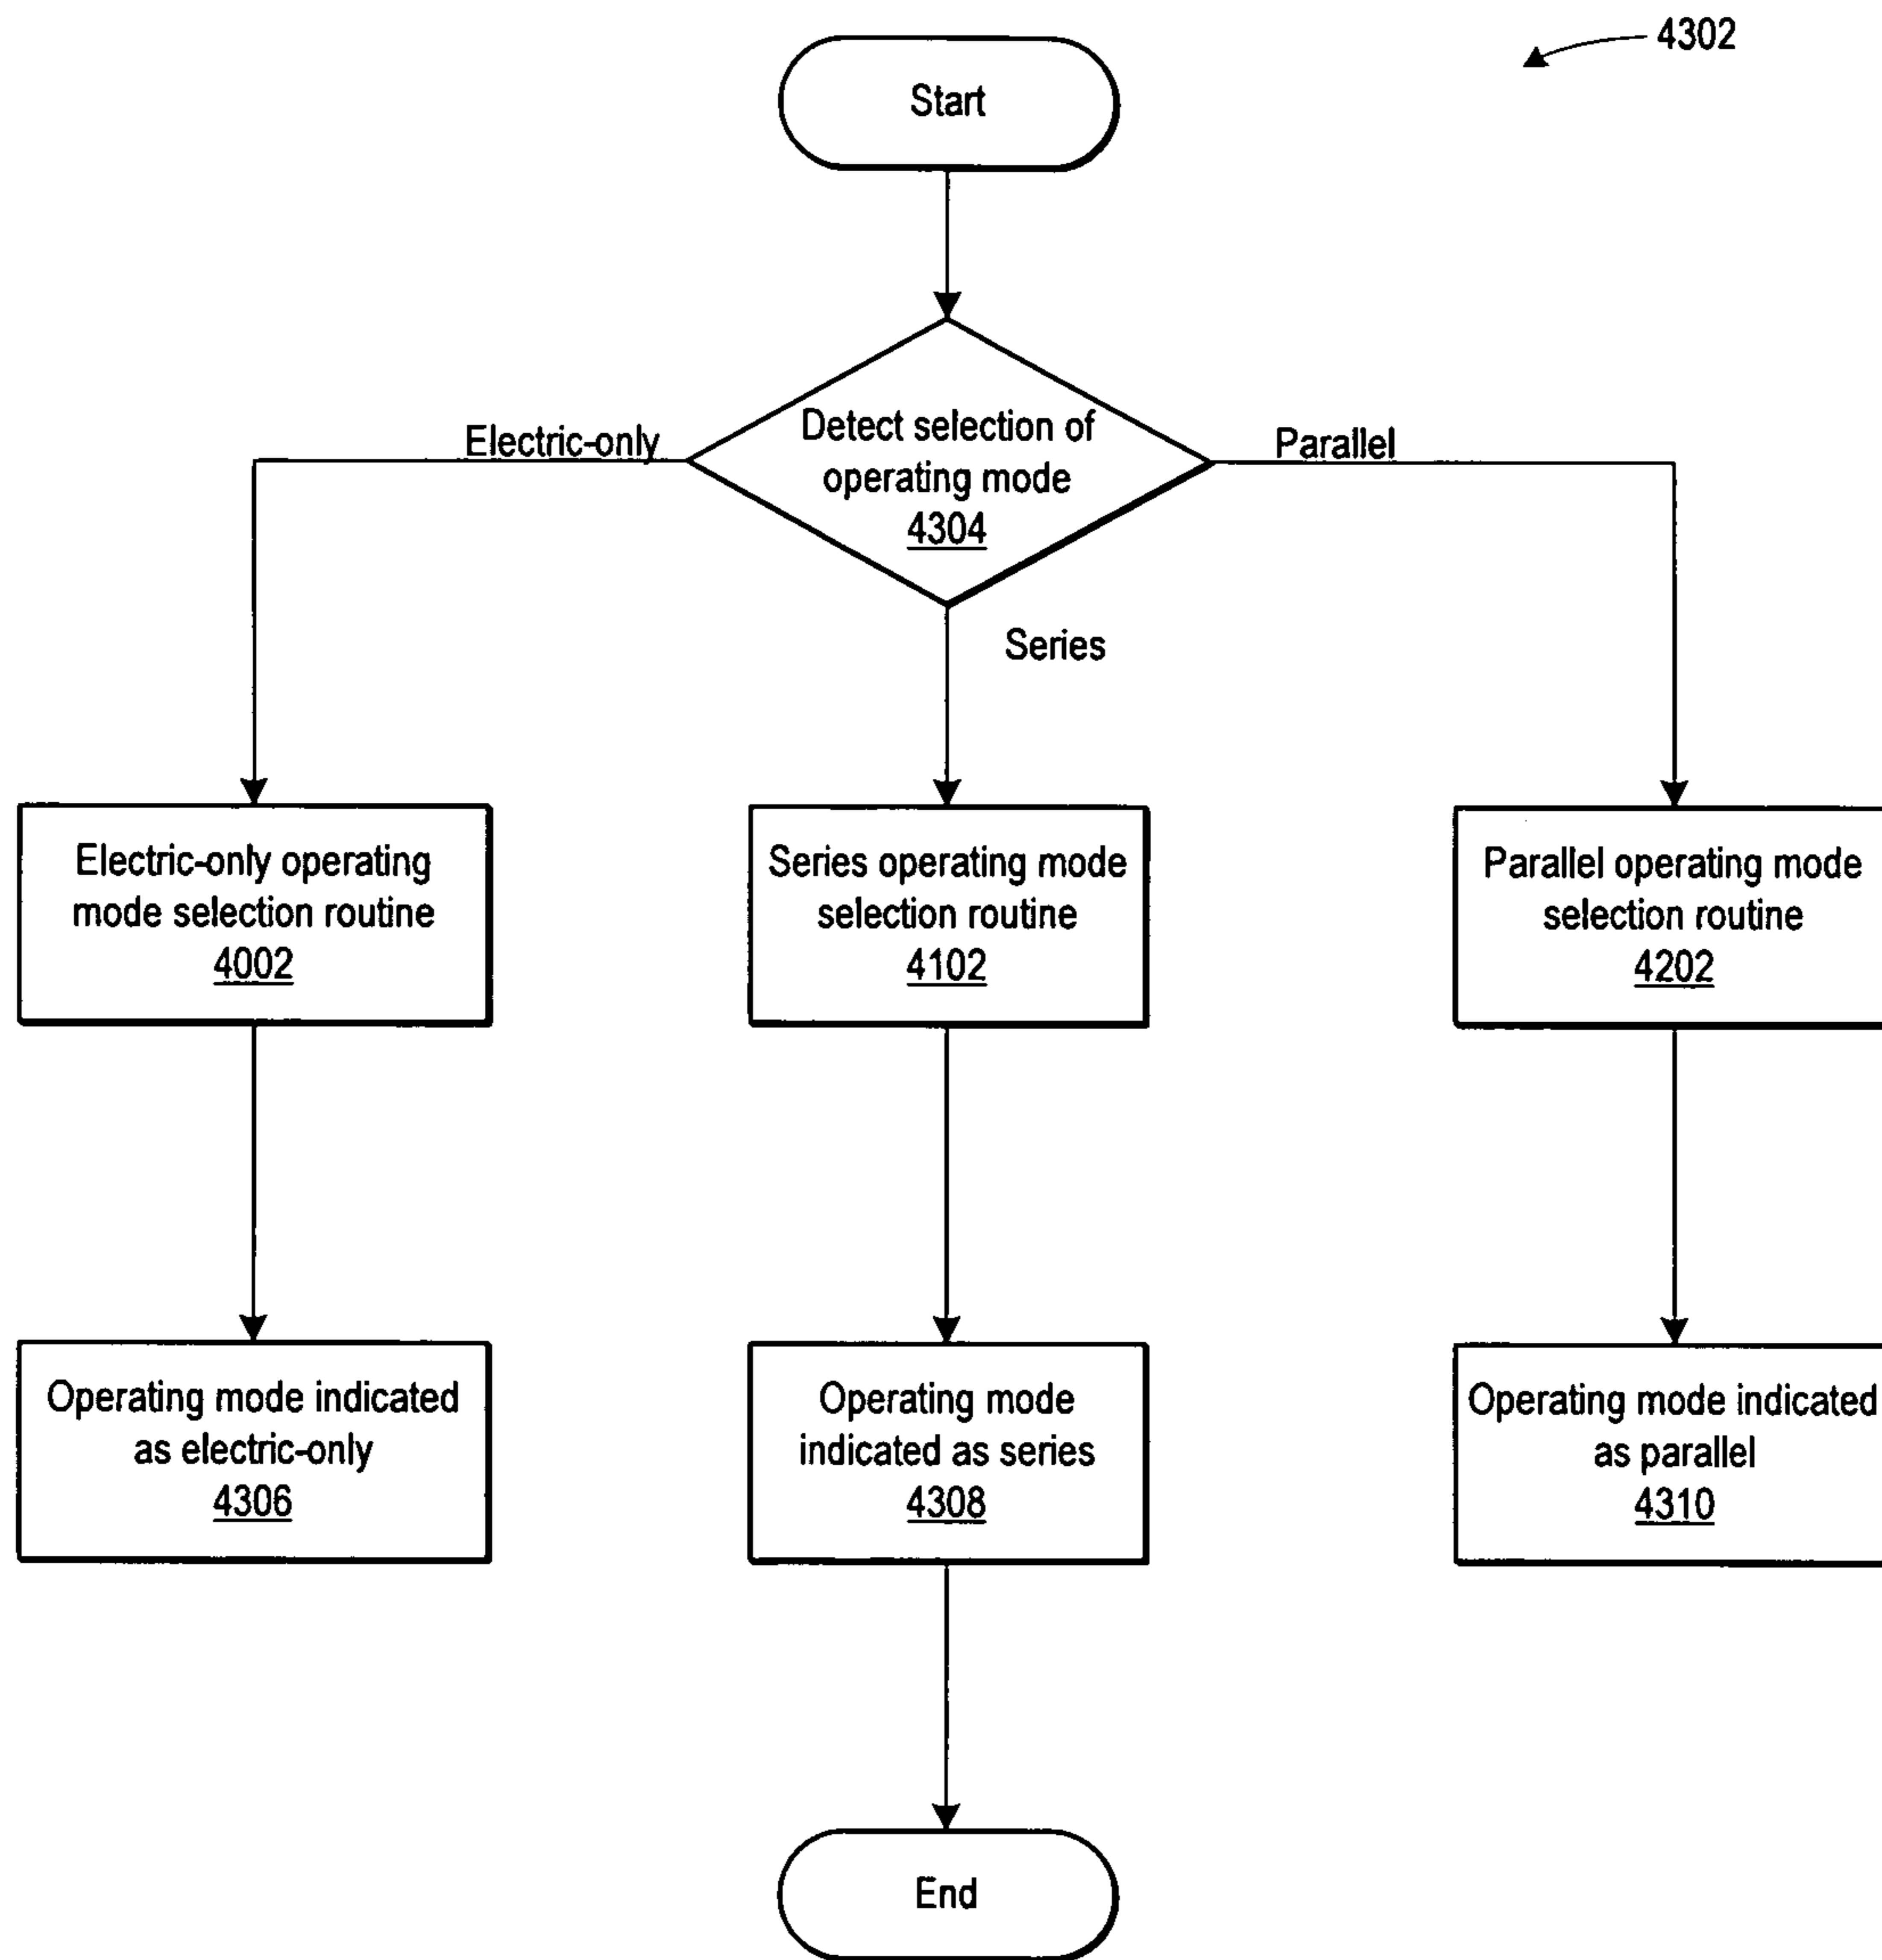 4302
Start
Detect selection of
operating mode
4304
Electric-only
Parallel
Series
Electric-only operating
mode selection routine
4002
Series operating mode
selection routine
4102
Parallel operating mode
selection routine
4202
Operating mode indicated
as electric-only
4306
Operating mode
indicated as series
4308
Operating mode indicated
as parallel
4310
End